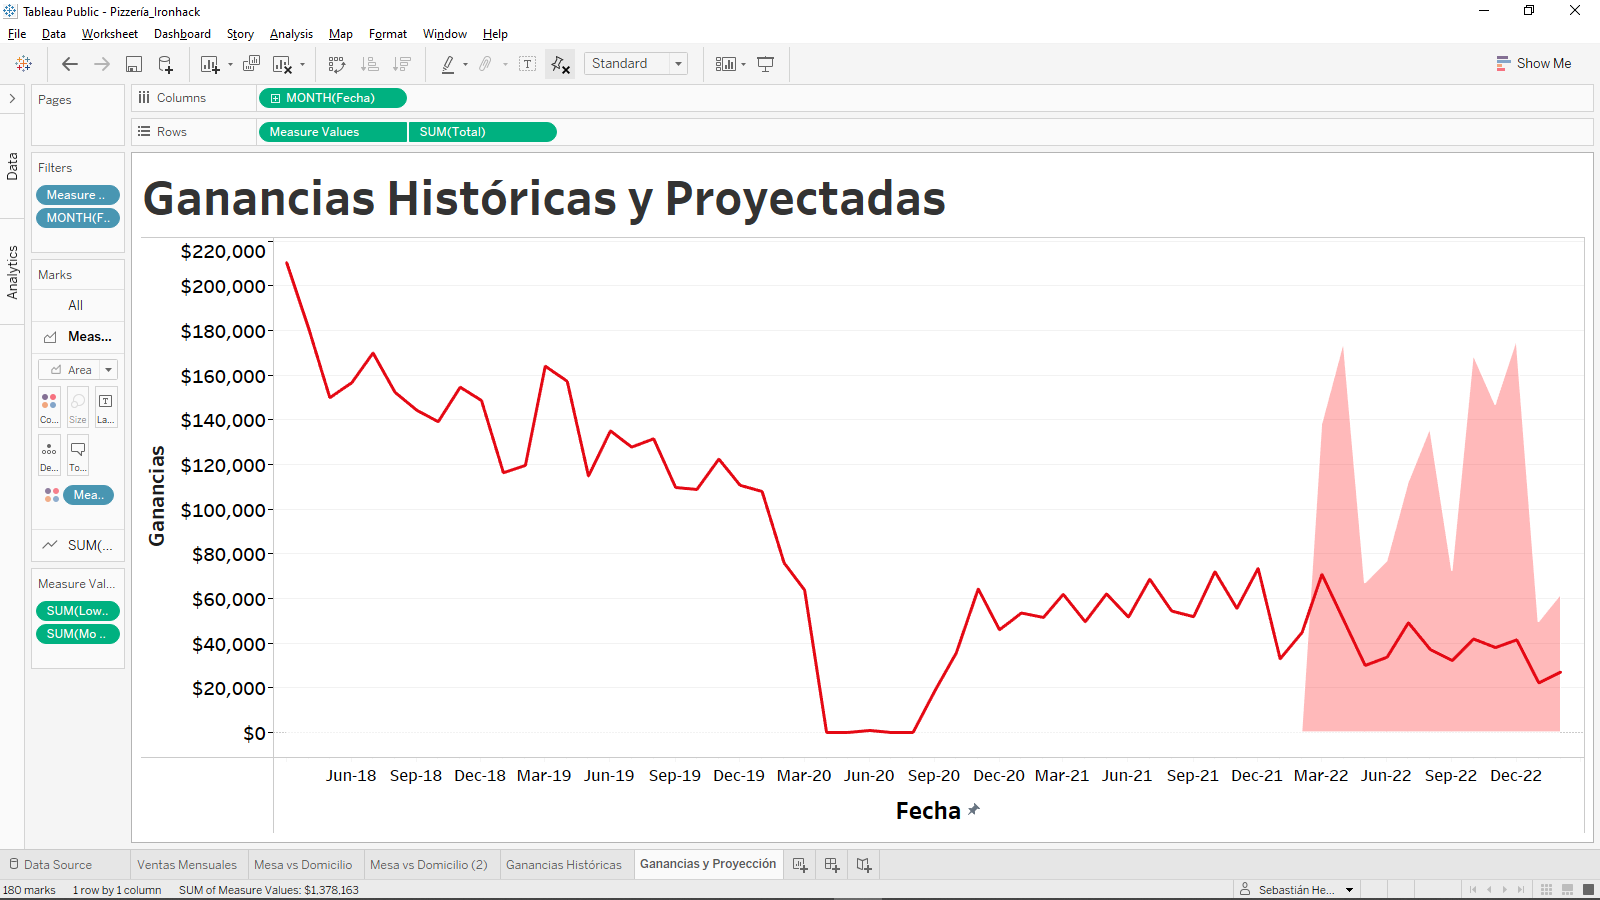 Tableau Public - Pizzería_Ironhack
File Data Worksheet Dashboard Story Analysis Map Format Window Help
Standard
Show Me
Pages
Columns
MONTH(Fecha)
Rows
Measure Values
SUM(Total)
Data
Analytics
Filters
Measure ..
MONTH(F..
Marks
All
Meas...
Area
Co...
Size
La...
De...
To...
Mea..
SUM(...
Measure Val...
SUM(Low..
SUM(Mo ..
Ganancias Históricas y Proyectadas
Ganancias
$220,000
$200,000
$180,000
$160,000
$140,000
$120,000
$100,000
$80,000
$60,000
$40,000
$20,000
$0
Jun-18 Sep-18 Dec-18 Mar-19 Jun-19 Sep-19 Dec-19 Mar-20 Jun-20 Sep-20 Dec-20 Mar-21 Jun-21 Sep-21 Dec-21 Mar-22 Jun-22 Sep-22 Dec-22
Fecha
Data Source
Ventas Mensuales
Mesa vs Domicilio
Mesa vs Domicilio (2)
Ganancias Históricas
Ganancias y Proyección
180 marks 1 row by 1 column SUM of Measure Values: $1,378,163
Sebastián He...